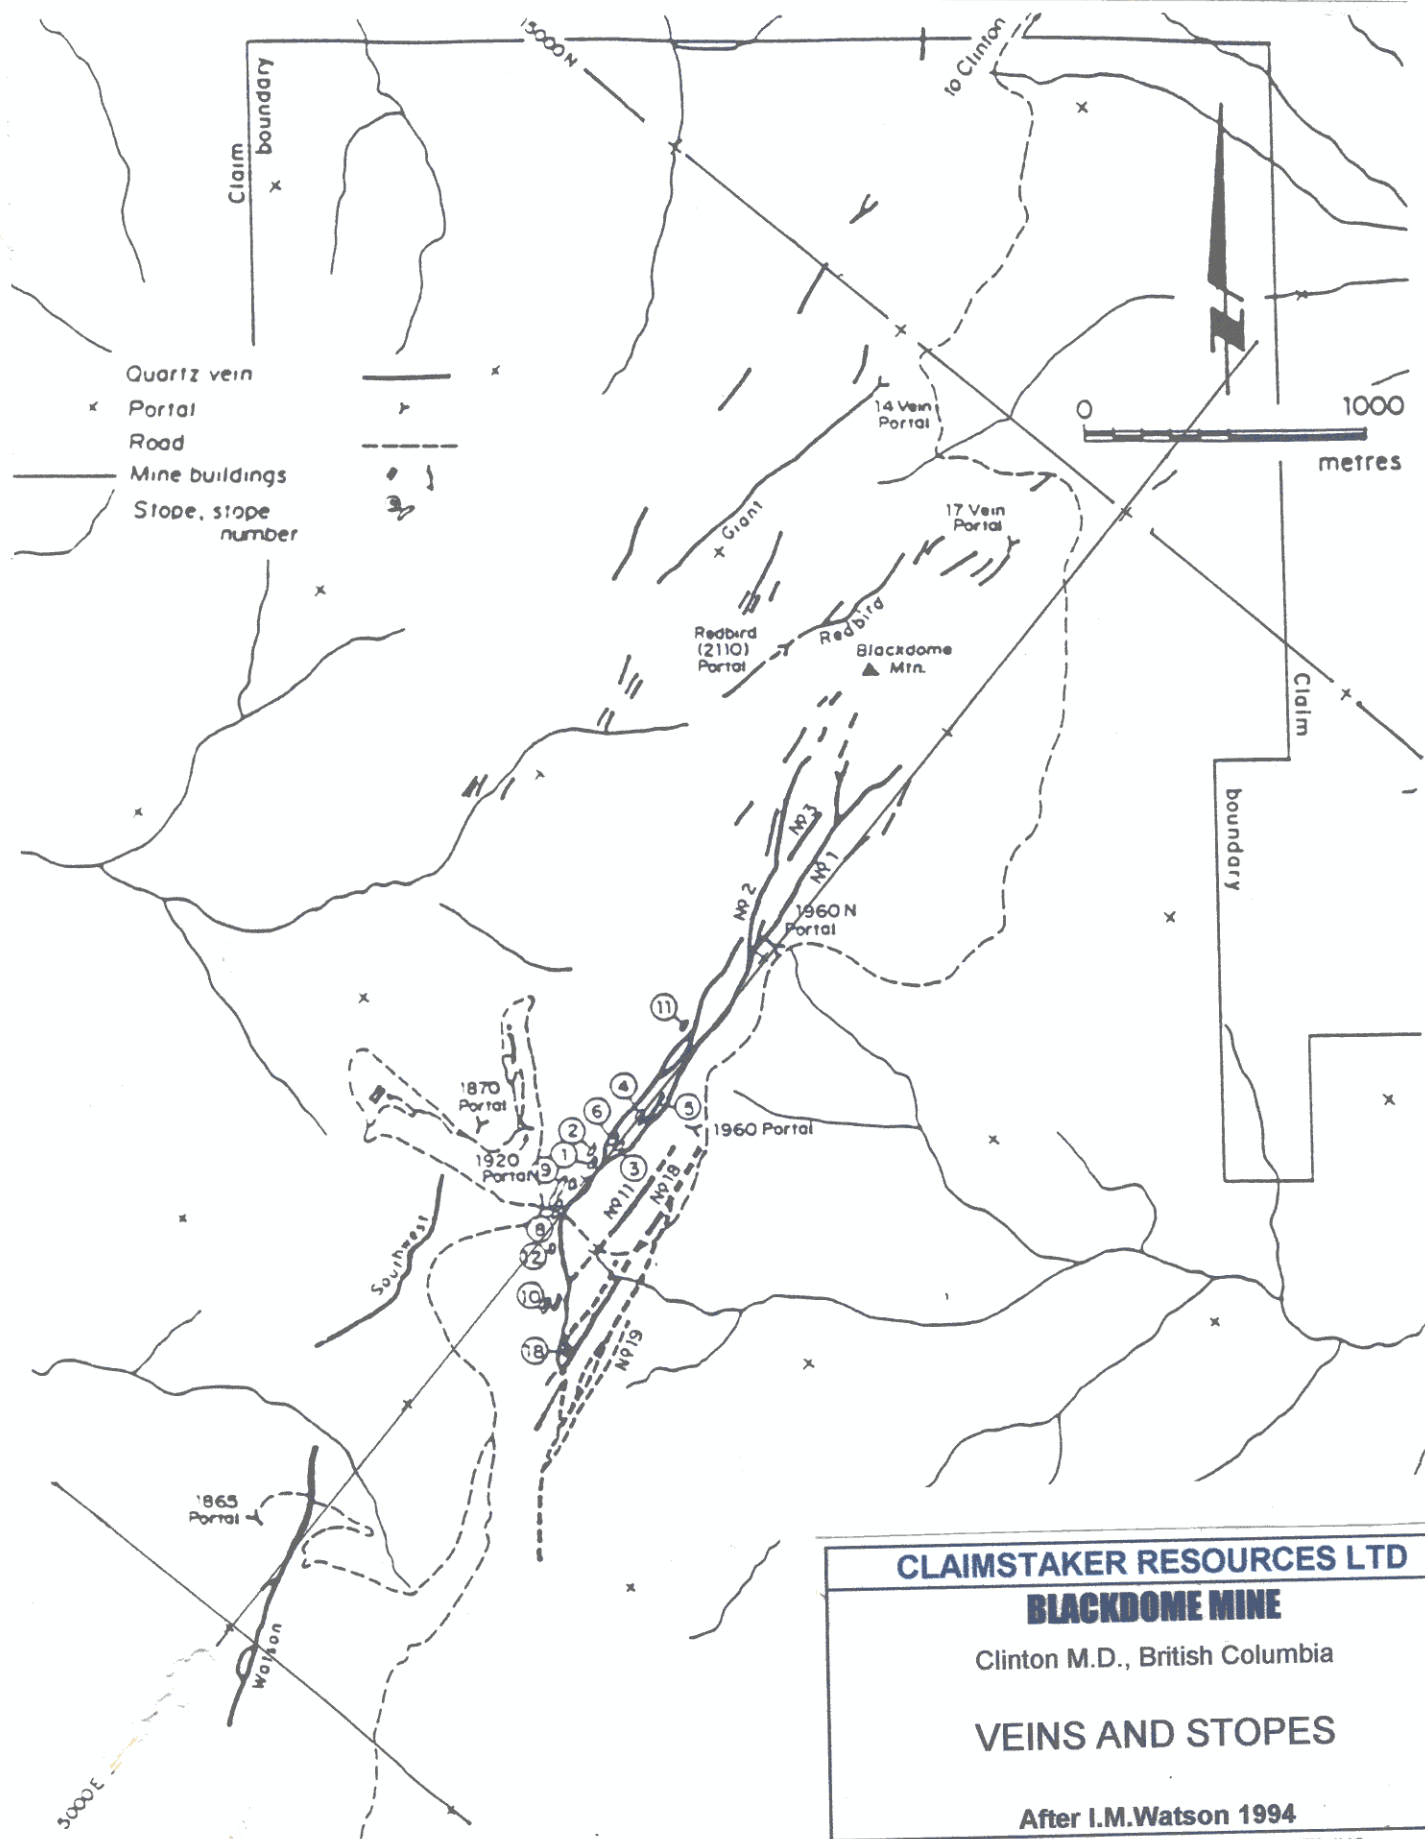 15000N
to Clinton
Claim
boundary
Quartz vein
Portal
Road
Mine buildings
Stope, stope
number
N
0 1000
metres
14 Vein
Portal
Giant
17 Vein
Portal
Redbird
(2110)
Portal
Redbird
Blackdome
Mtn.
Claim
boundary
No 3
No 1
No 2
1960 N
Portal
11
4
5
6
2
1
3
9
8
12
10
18
1870
Portal
1960 Portal
1920
Portal
No 11
No 18
No 19
Southwest
1865
Portal
Watson
5000E
CLAIMSTAKER RESOURCES LTD
BLACKDOME MINE
Clinton M.D., British Columbia
VEINS AND STOPES
After I.M.Watson 1994